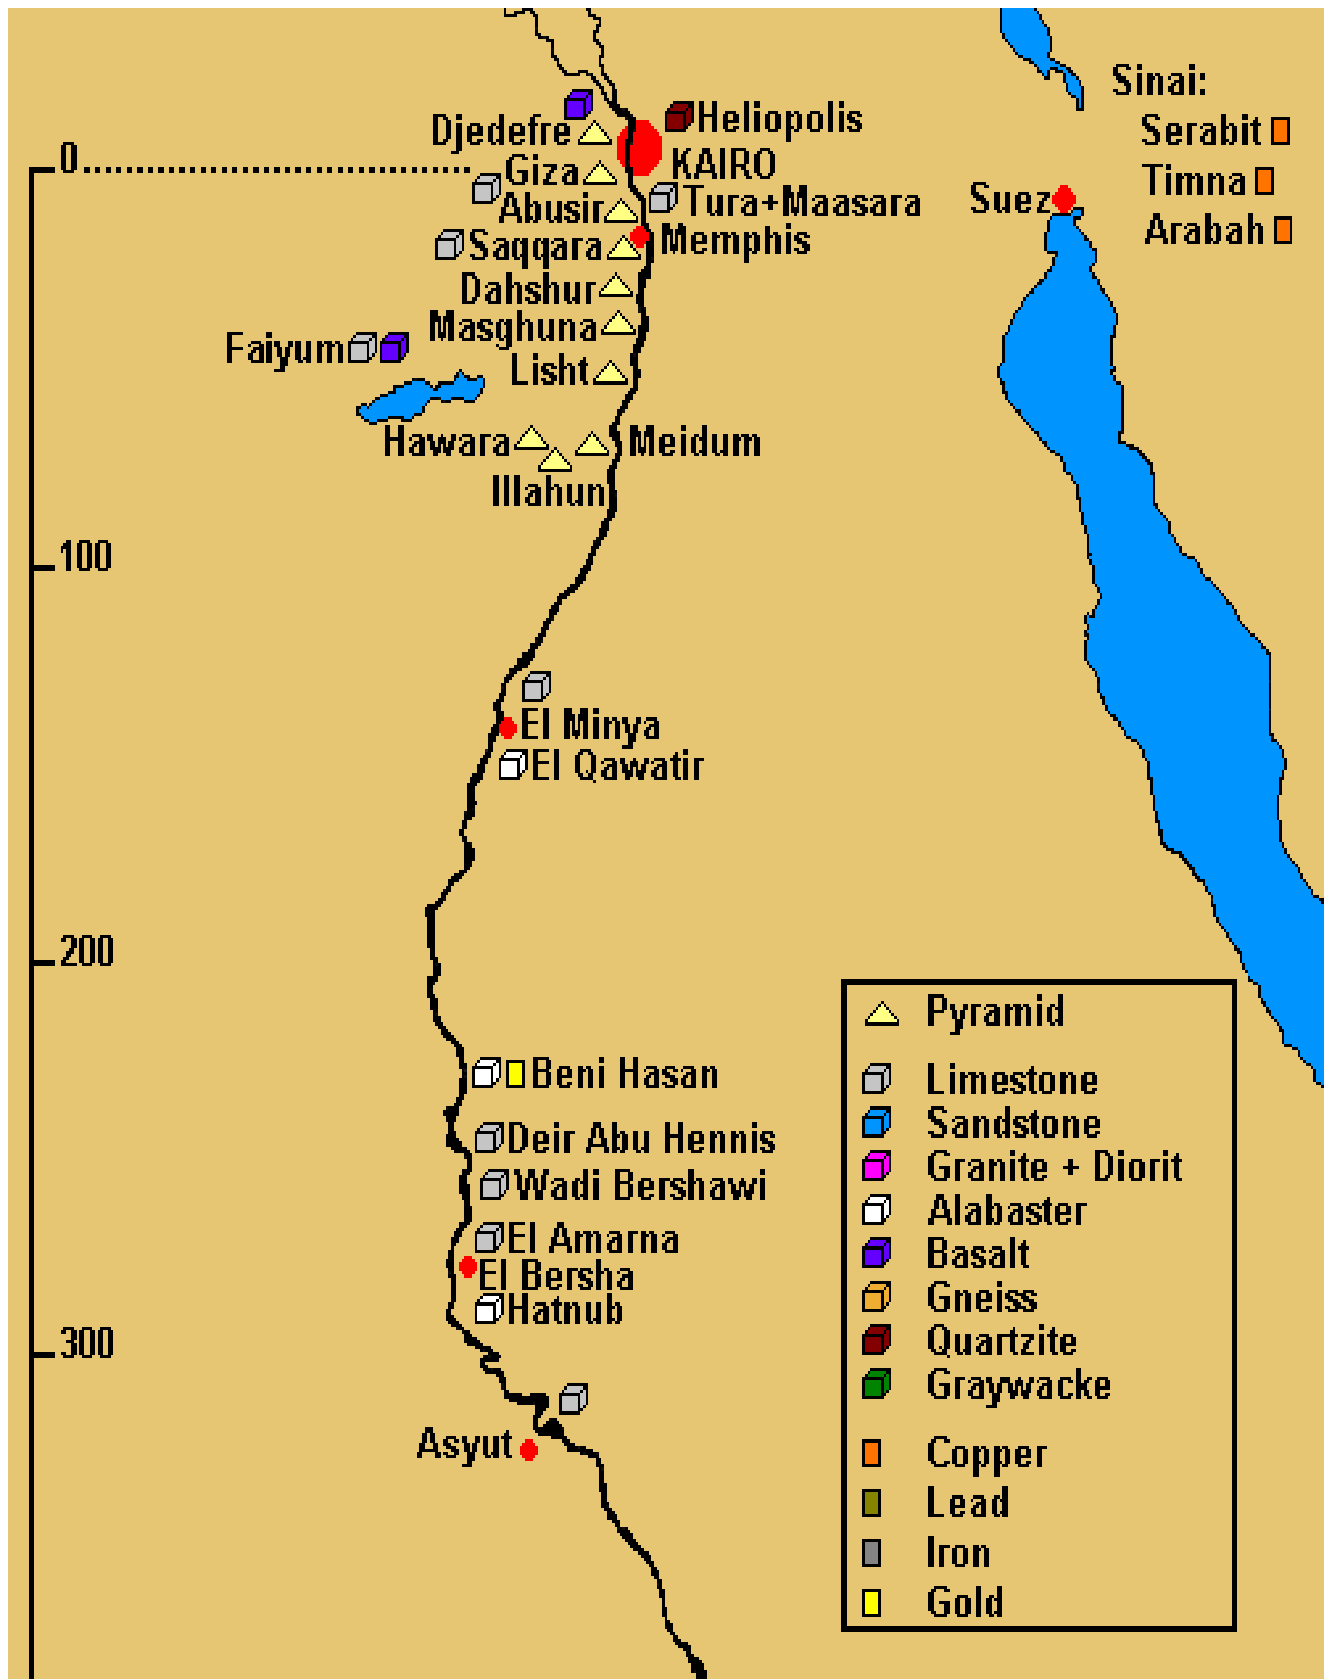 Sinai:
Heliopolis
Djedefre
Serabit
0
KAIRO
Giza
Timna
Suez
Abusir
Tura+Maasara
Arabah
Saqqara
Memphis
Dahshur
Masghuna
Faiyum
Lisht
Hawara
Meidum
Illahun
100
El Minya
El Qawatir
200
Beni Hasan
Deir Abu Hennis
Wadi Bershawi
El Amarna
El Bersha
Hatnub
300
Asyut
Pyramid
Limestone
Sandstone
Granite + Diorit
Alabaster
Basalt
Gneiss
Quartzite
Graywacke
Copper
Lead
Iron
Gold